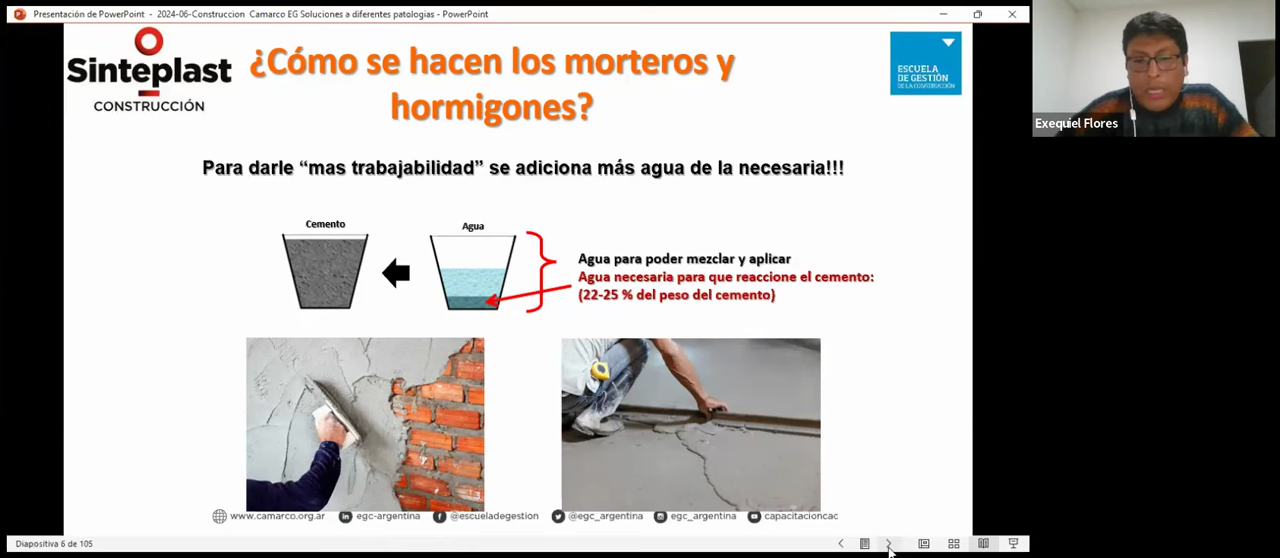 Presentación de PowerPoint - 2024-06-Construccion Camarco EG Soluciones a diferentes patologias - PowerPoint
Sinteplast
CONSTRUCCIÓN
¿Cómo se hacen los morteros y
hormigones?
ESCUELA
DE GESTIÓN
DE LA CONSTRUCCIÓN
Exequiel Flores
Para darle “mas trabajabilidad” se adiciona más agua de la necesaria!!!
Cemento
Agua
Agua para poder mezclar y aplicar
Agua necesaria para que reaccione el cemento:
(22-25 % del peso del cemento)
www.camarco.org.ar egc-argentina @escueladegestion @egc_argentina egc_argentina capacitacioncac
Diapositiva 6 de 105